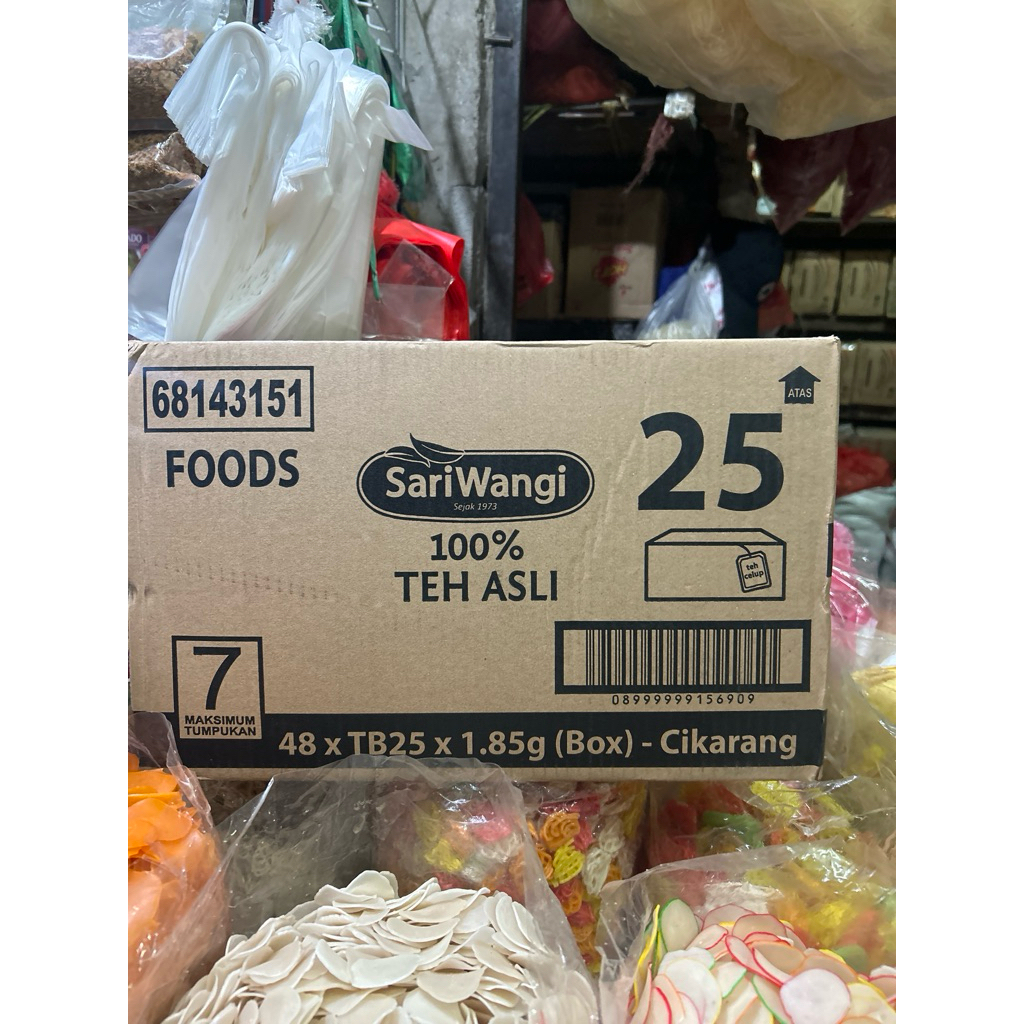 68143151
FOODS
SariWangi
Sejak 1973
100%
TEH ASLI
25
ATAS
teh
celup
7
MAKSIMUM
TUMPUKAN
08999999156909
48 x TB25 x 1.85g (Box) - Cikarang